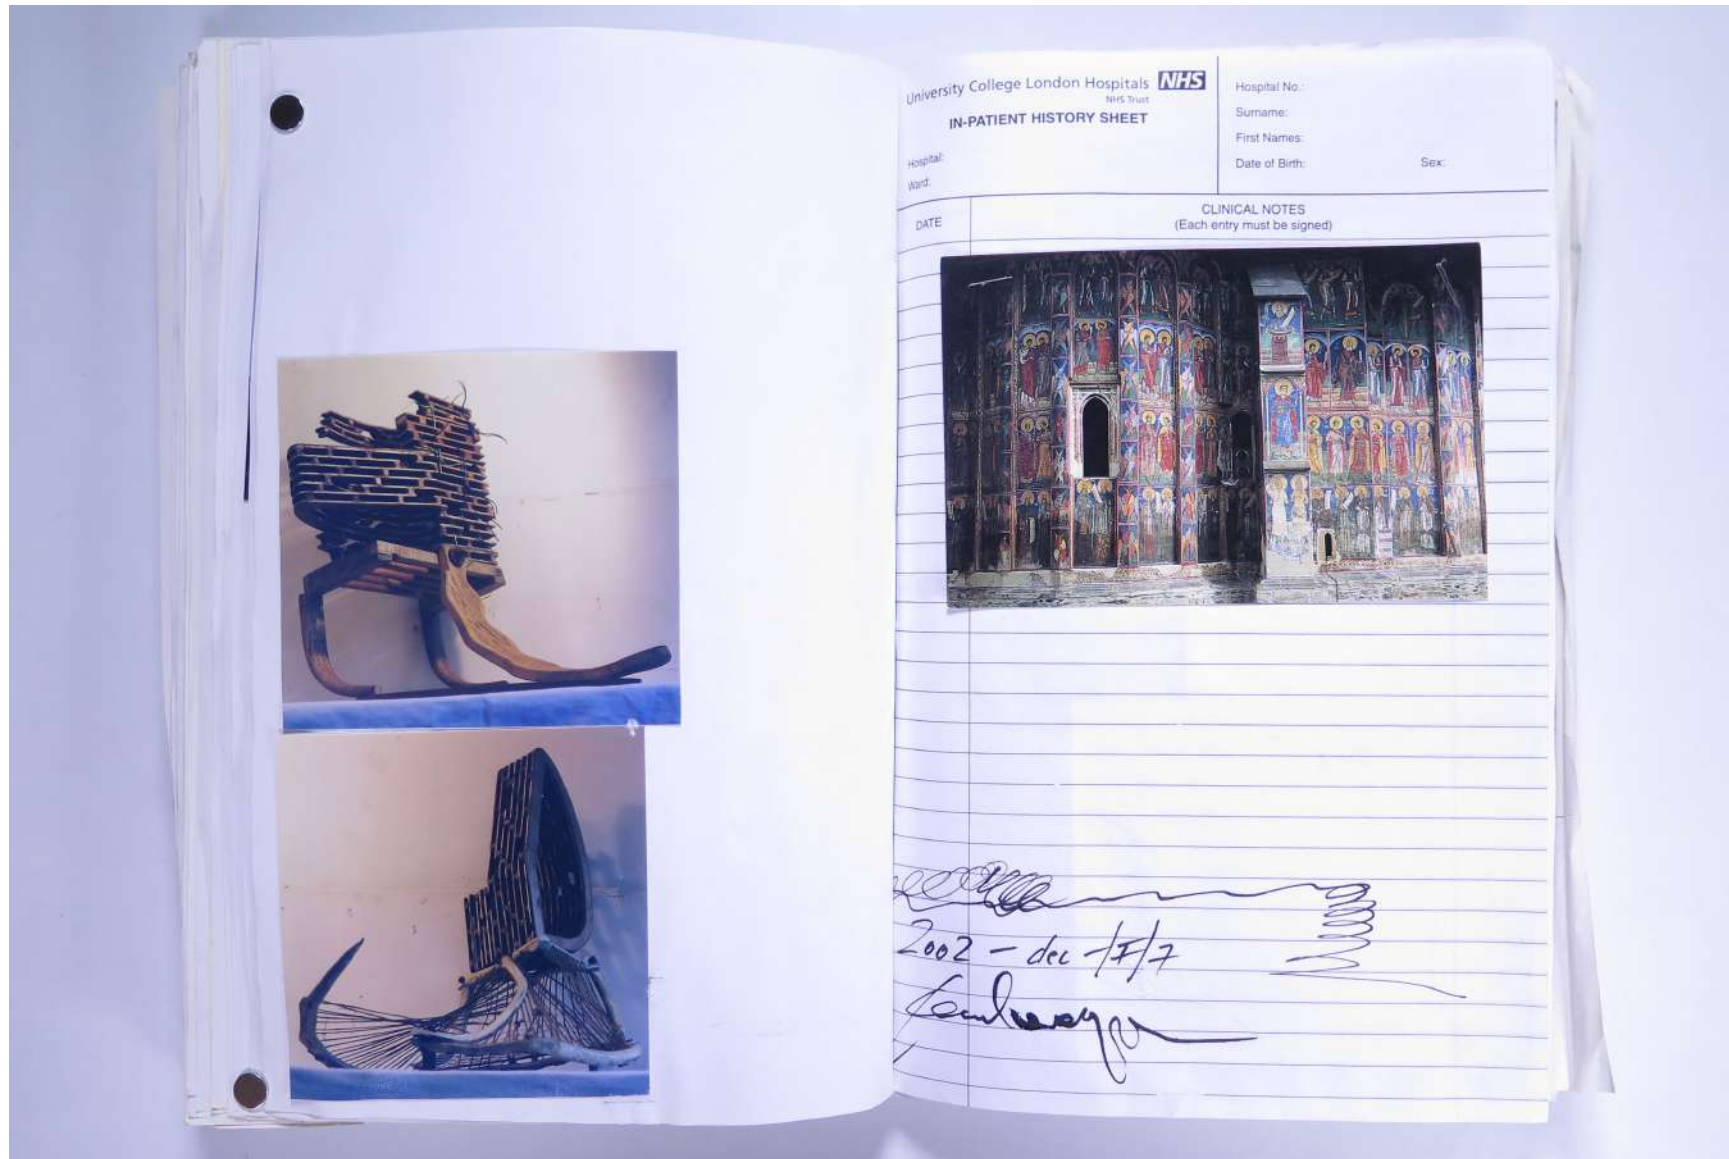 University College London Hospitals NHS
NHS Trust
IN-PATIENT HISTORY SHEET
Hospital:
Ward:
Hospital No.:
Surname:
First Names:
Date of Birth: Sex:
DATE
CLINICAL NOTES
(Each entry must be signed)
2002 - dec